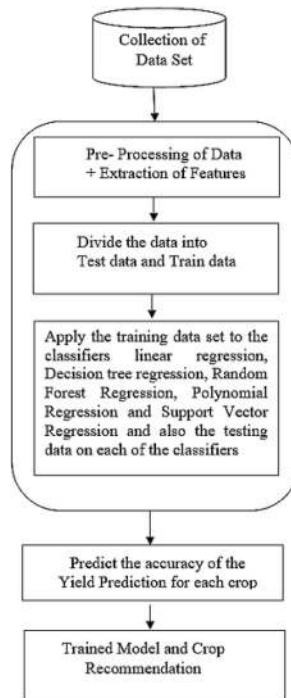 Collection of
Data Set
Pre- Processing of Data
+ Extraction of Features
Divide the data into
Test data and Train data
Apply the training data set to the
classifiers linear regression,
Decision tree regression, Random
Forest Regression, Polynomial
Regression and Support Vector
Regression and also the testing
data on each of the classifiers
Predict the accuracy of the
Yield Prediction for each crop
Trained Model and Crop
Recommendation